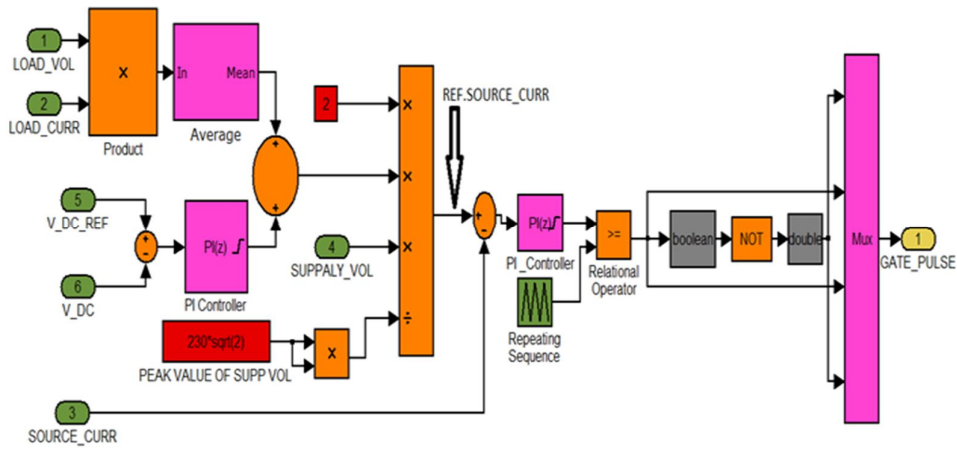 1
LOAD_VOL
2
LOAD_CURR
×
Product
In Mean
Average
+
+
5
V_DC_REF
6
V_DC
+
-
PI(z)
PI Controller
2
4
SUPPALY_VOL
×
×
×
÷
230*sqrt(2)
PEAK VALUE OF SUPP VOL
×
3
SOURCE_CURR
REF.SOURCE_CURR
+
-
PI(z)
PI _Controller
>=
Relational
Operator
Repeating
Sequence
boolean
NOT
double
Mux
1
GATE_PULSE